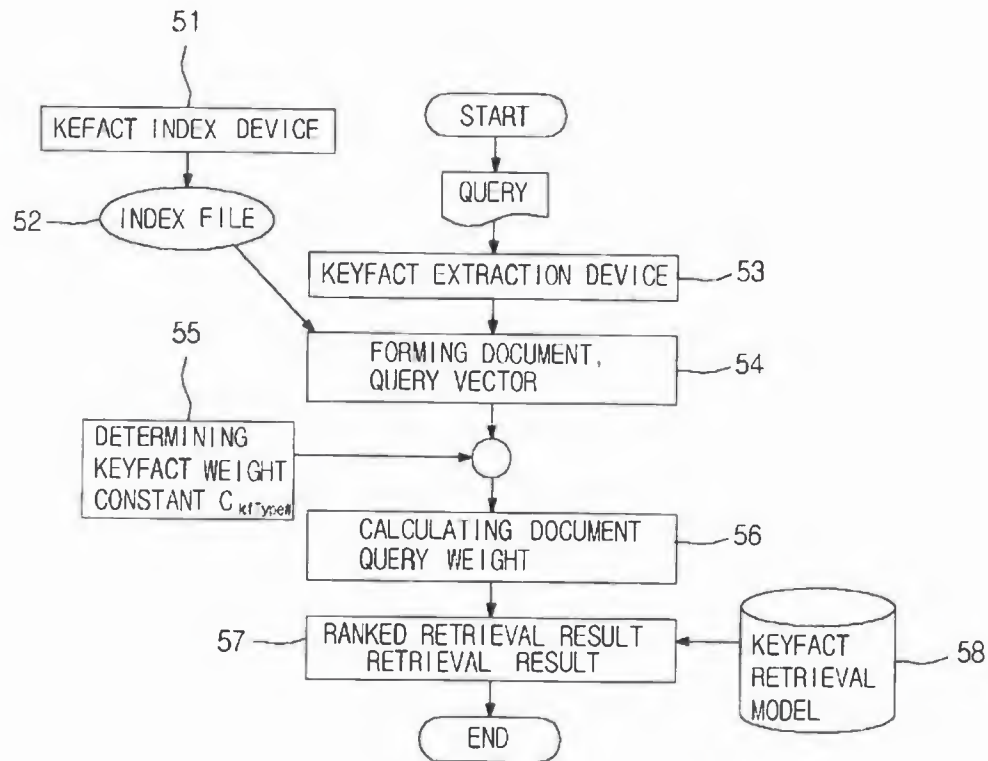 51
KEFACT INDEX DEVICE
START
QUERY
52
INDEX FILE
KEYFACT EXTRACTION DEVICE
53
55
FORMING DOCUMENT,
QUERY VECTOR
54
DETERMINING
KEYFACT WEIGHT
CONSTANT C kfType#
CALCULATING DOCUMENT
QUERY WEIGHT
56
57
RANKED RETRIEVAL RESULT
RETRIEVAL RESULT
KEYFACT
RETRIEVAL
MODEL
58
END